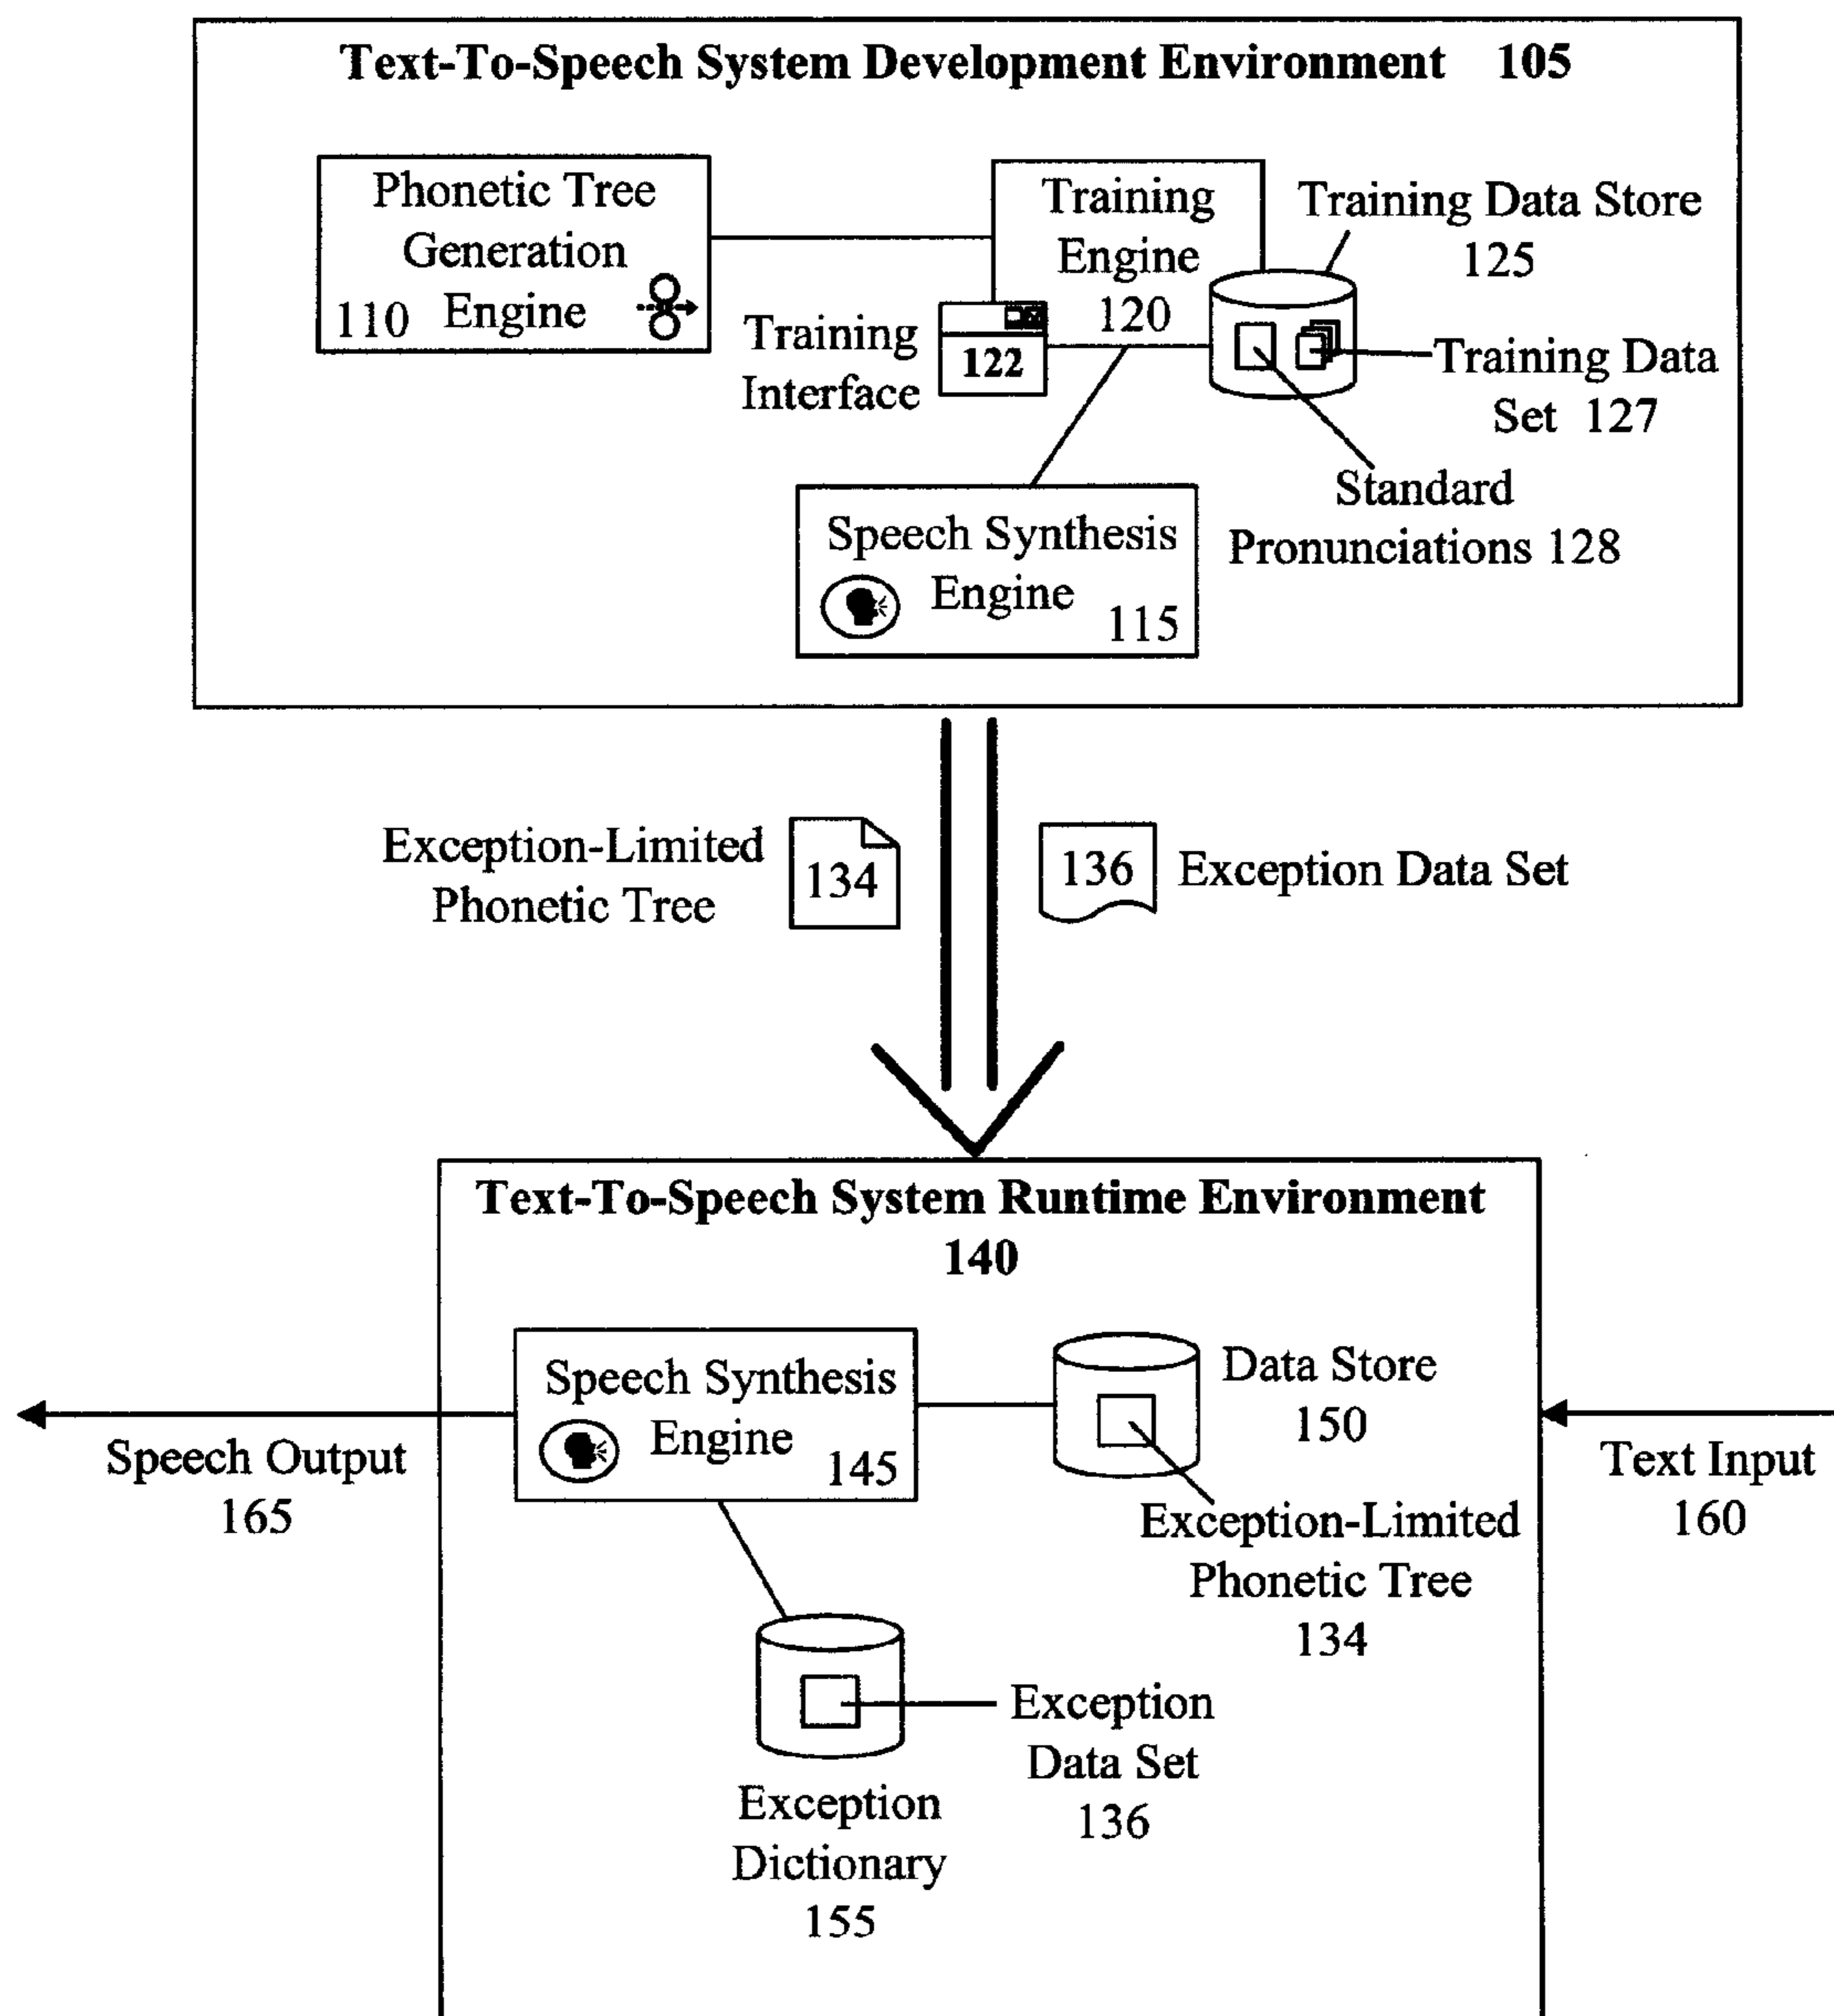 Text-To-Speech System Development Environment 105
Phonetic Tree
Generation
110 Engine
Training
Engine
120
Training
Interface
122
Training Data Store
125
Training Data
Set 127
Standard
Pronunciations 128
Speech Synthesis
Engine
115
Exception-Limited
Phonetic Tree
134
136
Exception Data Set
Text-To-Speech System Runtime Environment
140
Speech Synthesis
Engine
145
Data Store
150
Exception-Limited
Phonetic Tree
134
Speech Output
165
Text Input
160
Exception
Data Set
136
Exception
Dictionary
155